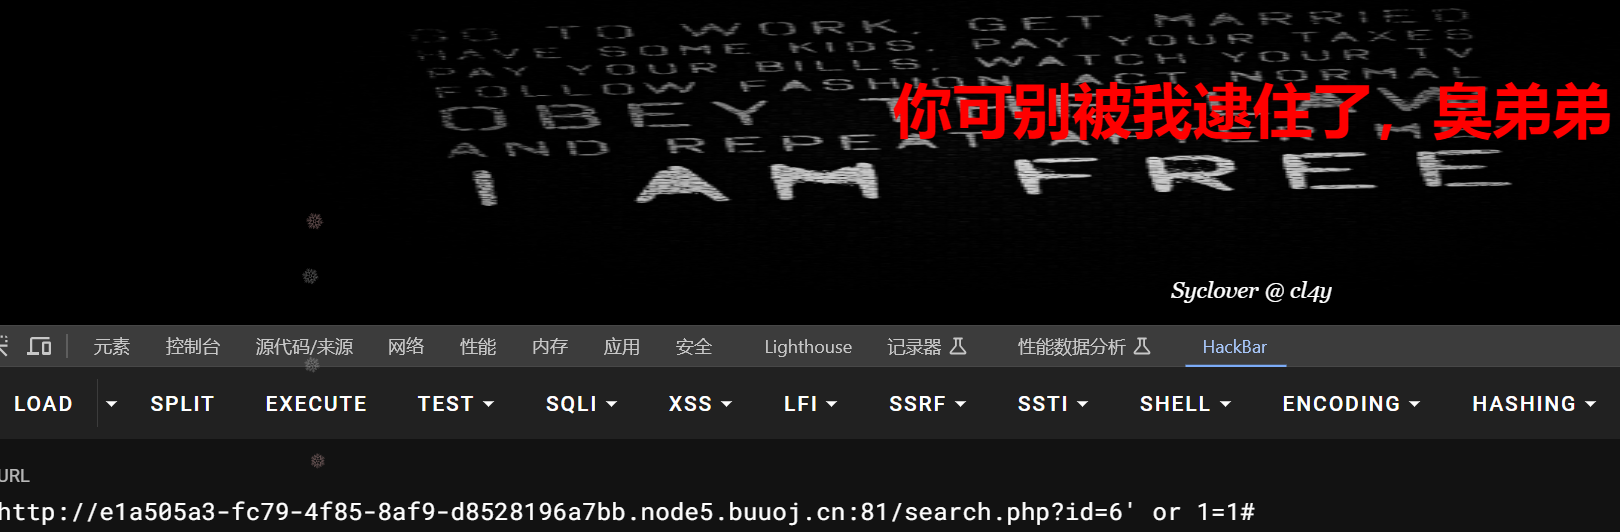 GO TO WORK, GET MARRIED
HAVE SOME KIDS, PAY YOUR TAXES
PAY YOUR BILLS, WATCH YOUR TV
FOLLOW FASHION, ACT NORMAL
OBEY THE LAW
你可别被我逮住了，臭弟弟
AND REPEAT AFTER ME
I AM FREE
Syclover @ cl4y
元素 控制台 源代码/来源 网络 性能 内存 应用 安全 Lighthouse 记录器 性能数据分析 HackBar
LOAD SPLIT EXECUTE TEST SQLI XSS LFI SSRF SSTI SHELL ENCODING HASHING
URL
http://e1a505a3-fc79-4f85-8af9-d8528196a7bb.node5.buuoj.cn:81/search.php?id=6' or 1=1#